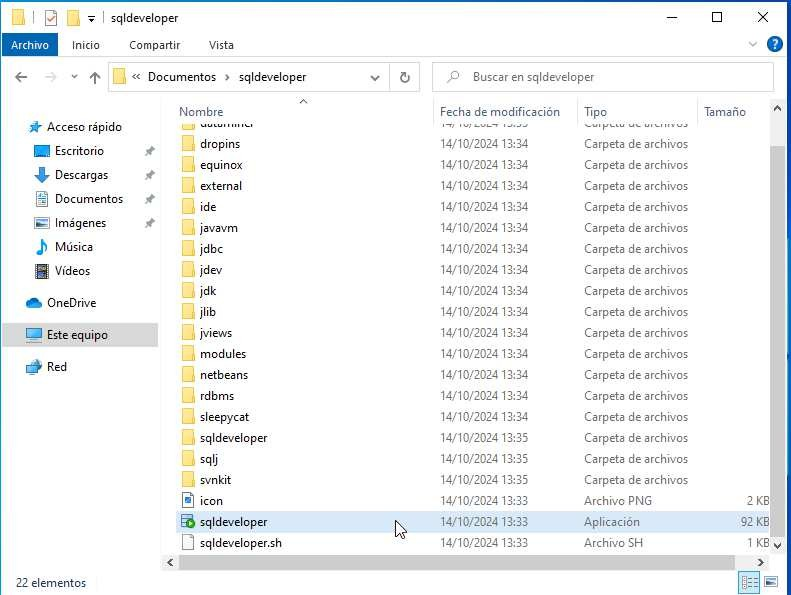 sqldeveloper
Archivo Inicio Compartir Vista
« Documentos › sqldeveloper Buscar en sqldeveloper
Nombre Fecha de modificación Tipo Tamaño
Acceso rápido
Escritorio
Descargas
Documentos
Imágenes
Música
Vídeos
OneDrive
Este equipo
Red
dataminer 14/10/2024 13:35 Carpeta de archivos
dropins 14/10/2024 13:34 Carpeta de archivos
equinox 14/10/2024 13:34 Carpeta de archivos
external 14/10/2024 13:34 Carpeta de archivos
ide 14/10/2024 13:34 Carpeta de archivos
javavm 14/10/2024 13:34 Carpeta de archivos
jdbc 14/10/2024 13:34 Carpeta de archivos
jdev 14/10/2024 13:34 Carpeta de archivos
jdk 14/10/2024 13:34 Carpeta de archivos
jlib 14/10/2024 13:34 Carpeta de archivos
jviews 14/10/2024 13:34 Carpeta de archivos
modules 14/10/2024 13:34 Carpeta de archivos
netbeans 14/10/2024 13:34 Carpeta de archivos
rdbms 14/10/2024 13:34 Carpeta de archivos
sleepycat 14/10/2024 13:34 Carpeta de archivos
sqldeveloper 14/10/2024 13:35 Carpeta de archivos
sqlj 14/10/2024 13:35 Carpeta de archivos
svnkit 14/10/2024 13:35 Carpeta de archivos
icon 14/10/2024 13:33 Archivo PNG 2 KB
sqldeveloper 14/10/2024 13:33 Aplicación 92 KB
sqldeveloper.sh 14/10/2024 13:33 Archivo SH 1 KB
22 elementos